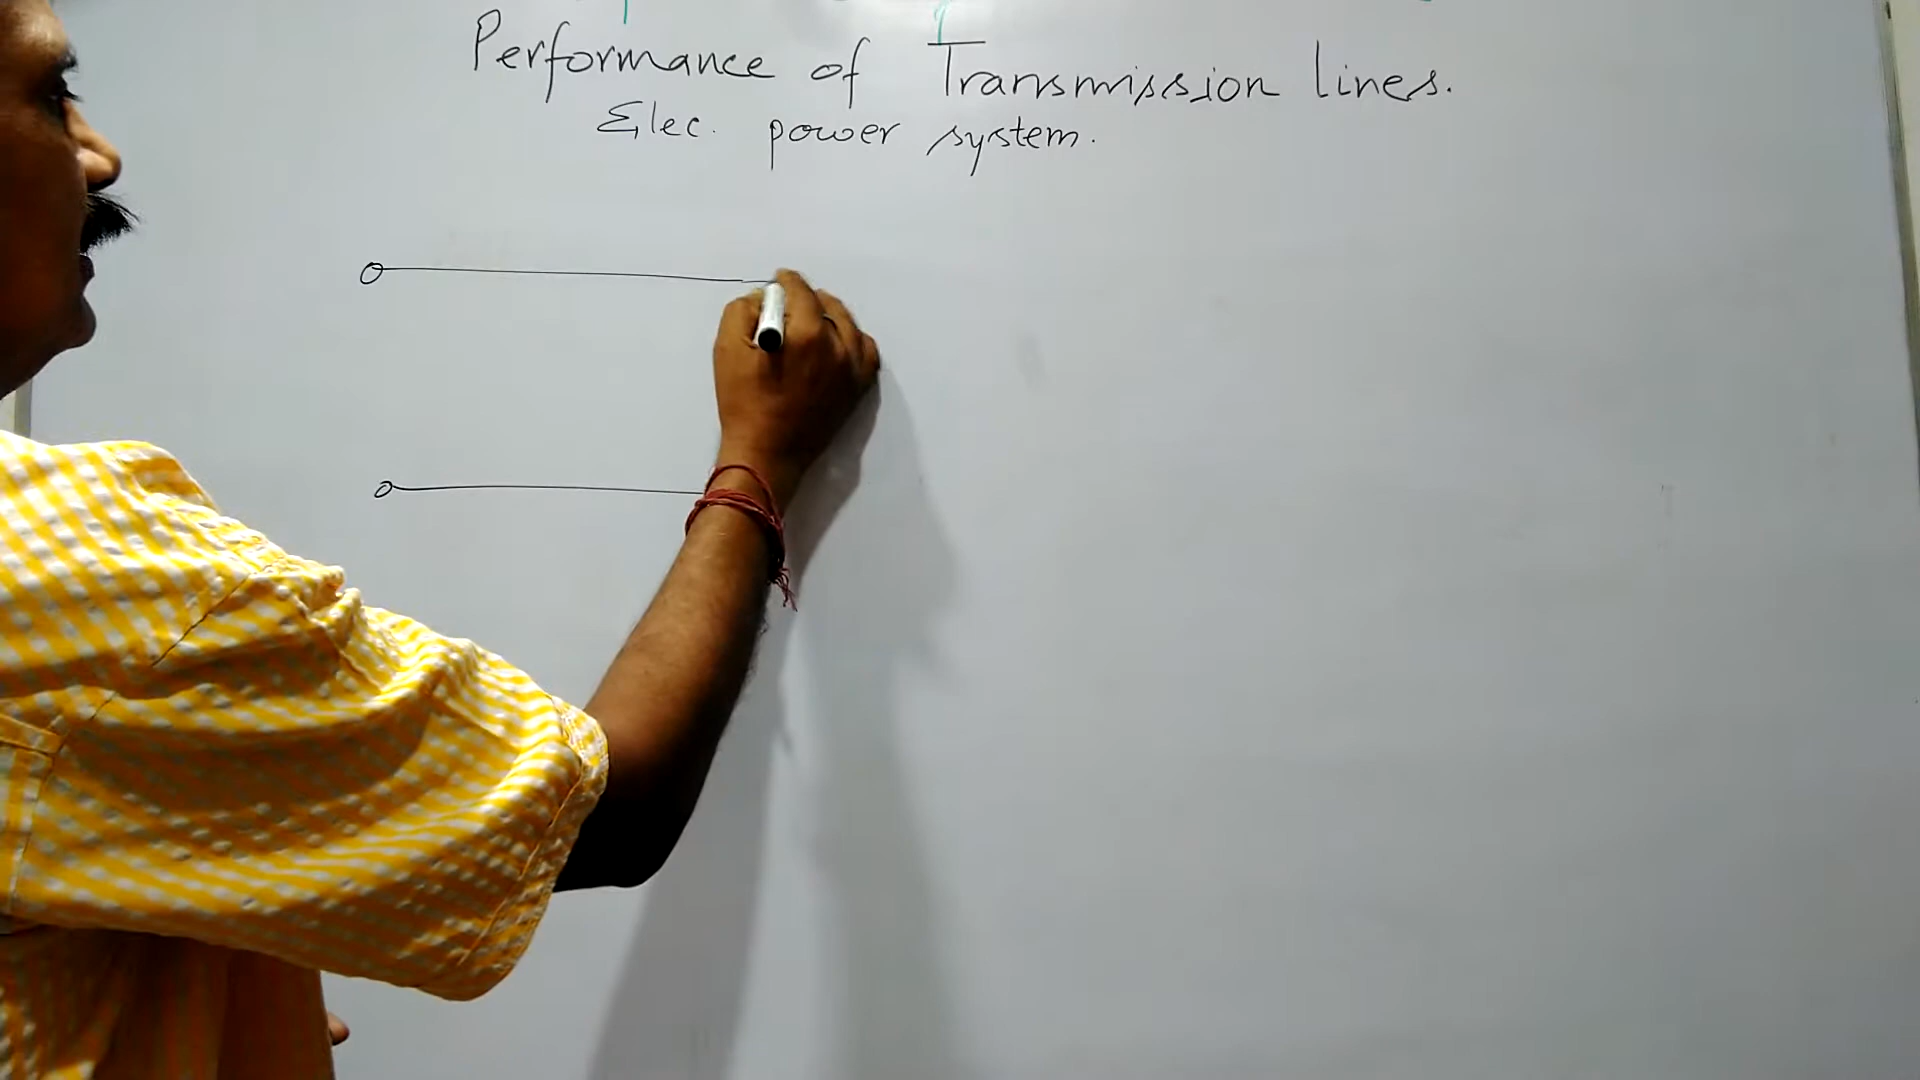 Performance of Transmission lines.
Elec. power system.